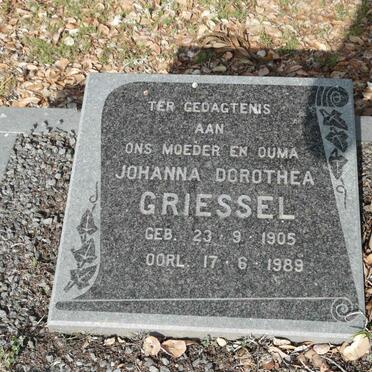 TER GEDAGTENIS
AAN
ONS MOEDER EN OUMA
JOHANNA DOROTHEA
GRIESSEL
GEB. 23·9·1905
OORL. 17·6·1989